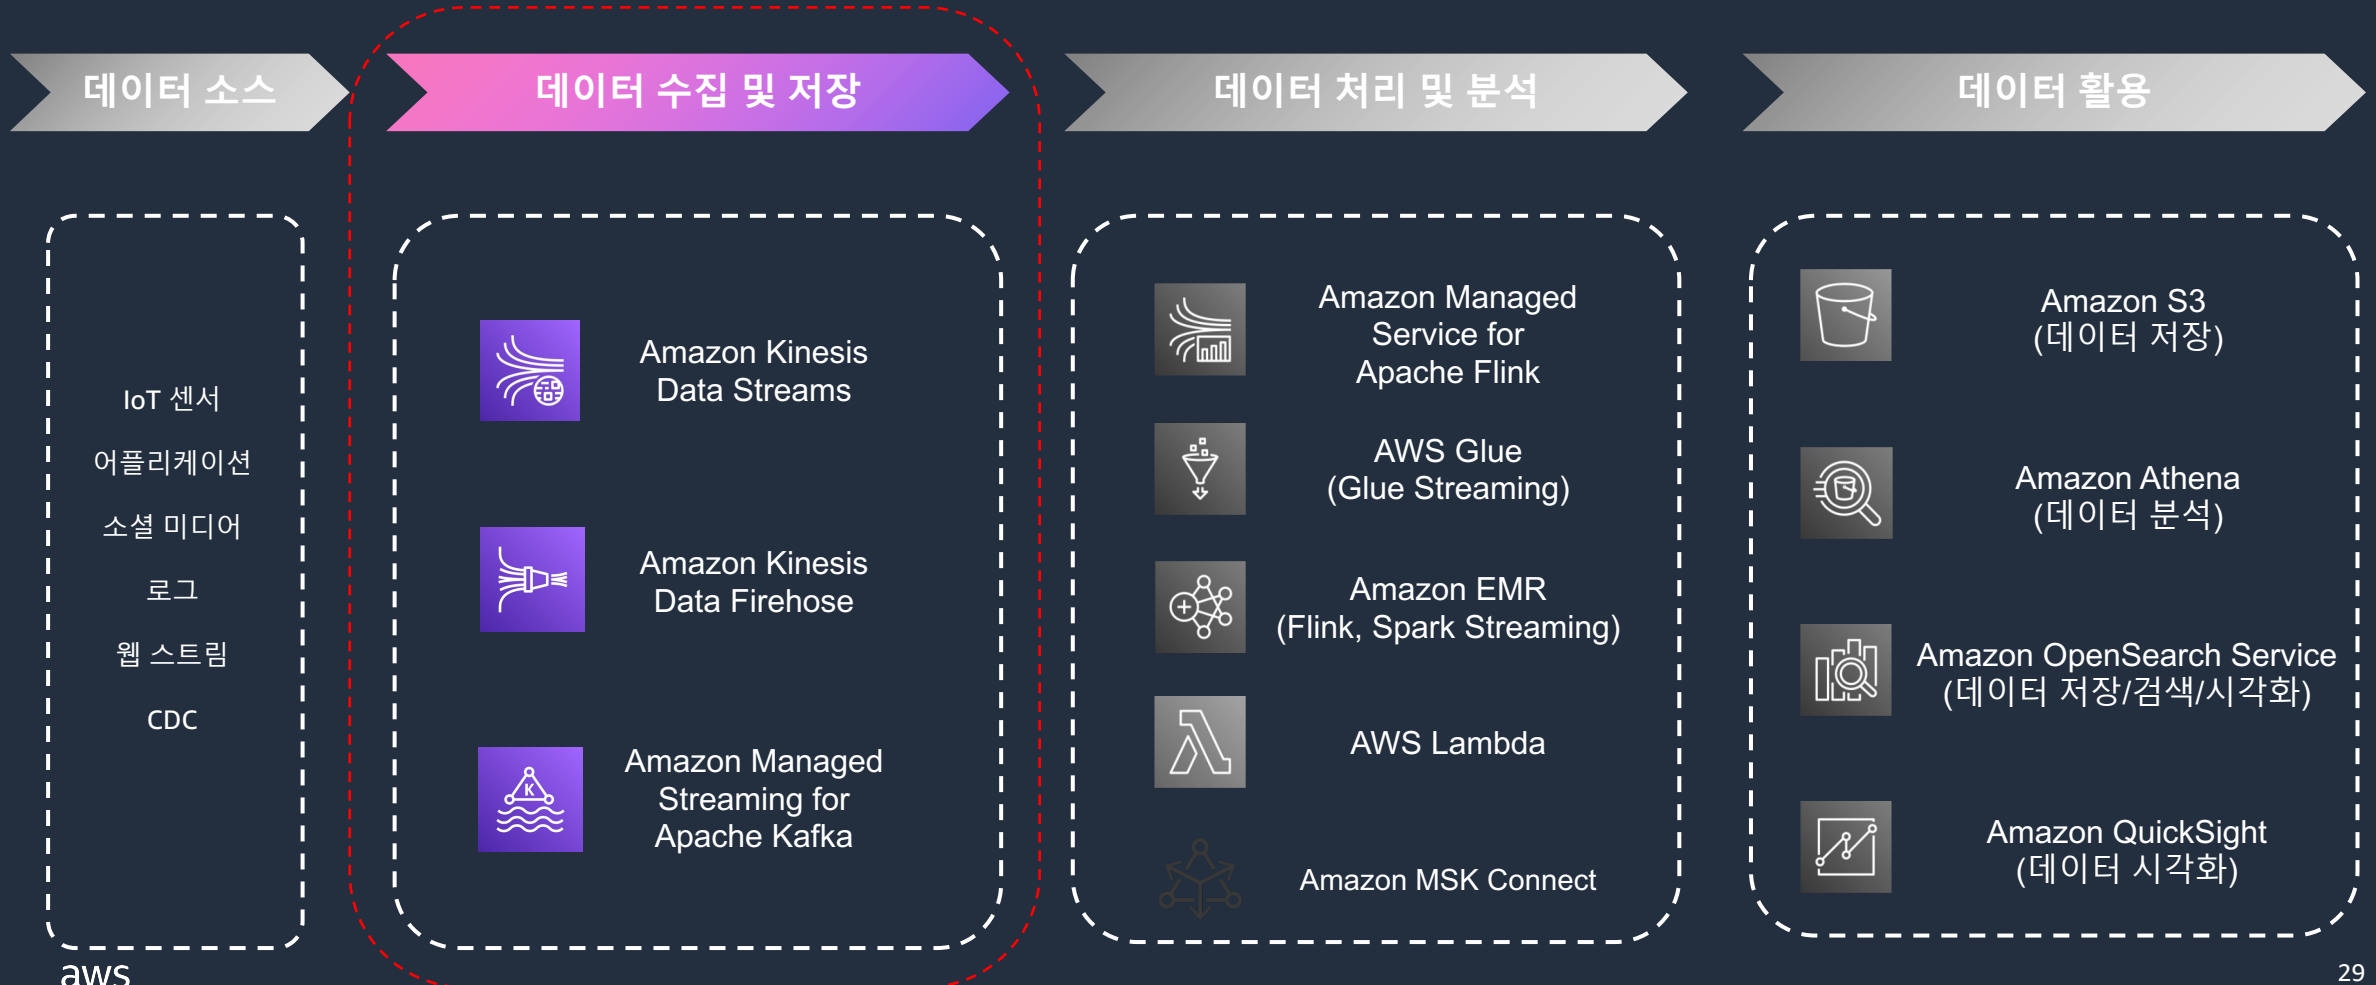 데이터 소스
데이터 수집 및 저장
데이터 처리 및 분석
데이터 활용
IoT 센서
어플리케이션
소셜 미디어
로그
웹 스트림
CDC
Amazon Kinesis
Data Streams
Amazon Kinesis
Data Firehose
K
Amazon Managed
Streaming for
Apache Kafka
Amazon Managed
Service for
Apache Flink
AWS Glue
(Glue Streaming)
Amazon EMR
(Flink, Spark Streaming)
AWS Lambda
Amazon MSK Connect
Amazon S3
(데이터 저장)
Amazon Athena
(데이터 분석)
Amazon OpenSearch Service
(데이터 저장/검색/시각화)
Amazon QuickSight
(데이터 시각화)
aws
29